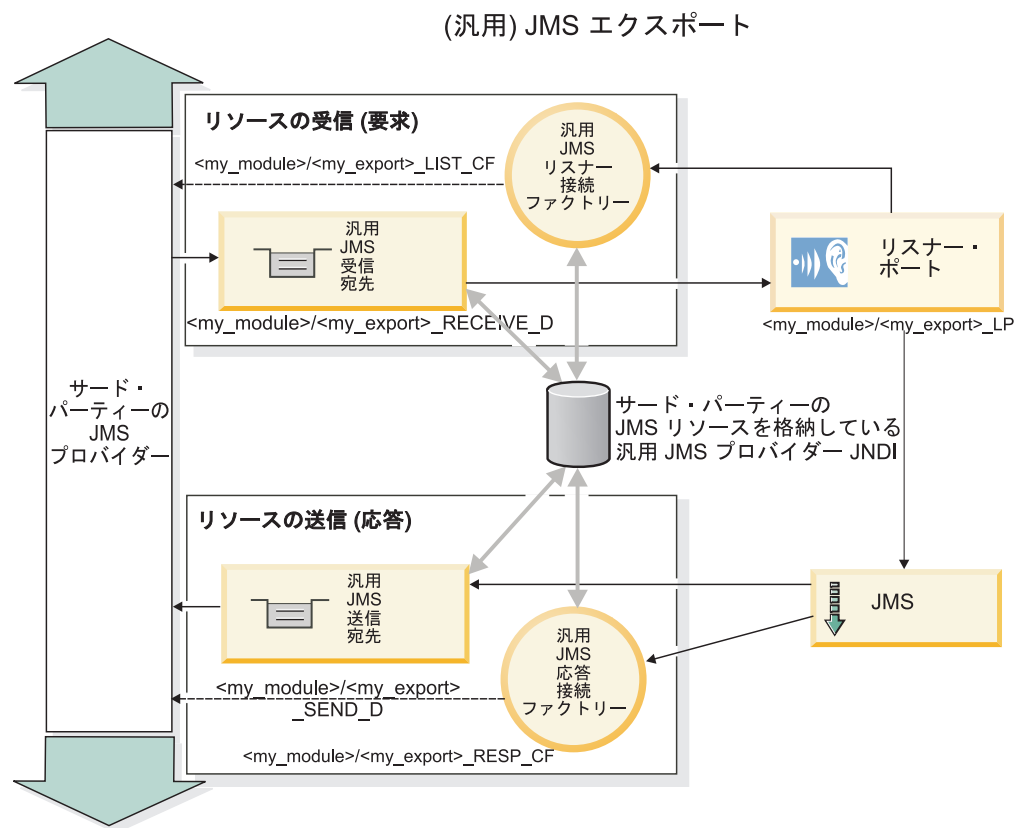 (汎用) JMS エクスポート
リソースの受信 (要求)
汎用
JMS
リスナー
接続
ファクトリー
<my_module>/<my_export>_LIST_CF
汎用
JMS
受信
宛先
<my_module>/<my_export>_RECEIVE_D
リスナー・
ポート
<my_module>/<my_export>_LP
サード・
パーティーの
JMS
プロバイダー
サード・パーティーの
JMS リソースを格納している
汎用 JMS プロバイダー JNDI
リソースの送信 (応答)
汎用
JMS
送信
宛先
JMS
汎用
JMS
応答
接続
ファクトリー
<my_module>/<my_export>
_SEND_D
<my_module>/<my_export>_RESP_CF